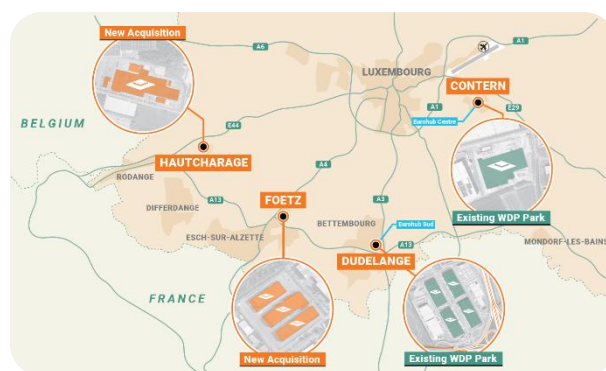 New Acquisition
A6
A1
LUXEMBOURG
CONTERN
A1
E29
Eurohub Centre
BELGIUM
E44
HAUTCHARAGE
A4
RODANGE
A13
FOETZ
A3
Existing WDP Park
DIFFERDANGE
BETTEMBOURG
Eurohub Sud
ESCH-SUR-ALZETTE
A13
MONDORF-LES-BAINS
DUDELANGE
FRANCE
New Acquisition
Existing WDP Park